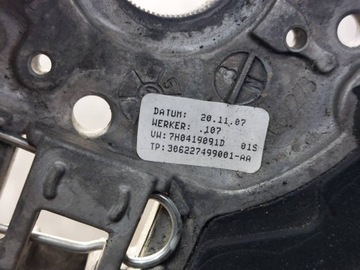 DATUM: 20.11.07
WERKER: .107
VW:7H0419091D 01S
TP:306227499001-AA